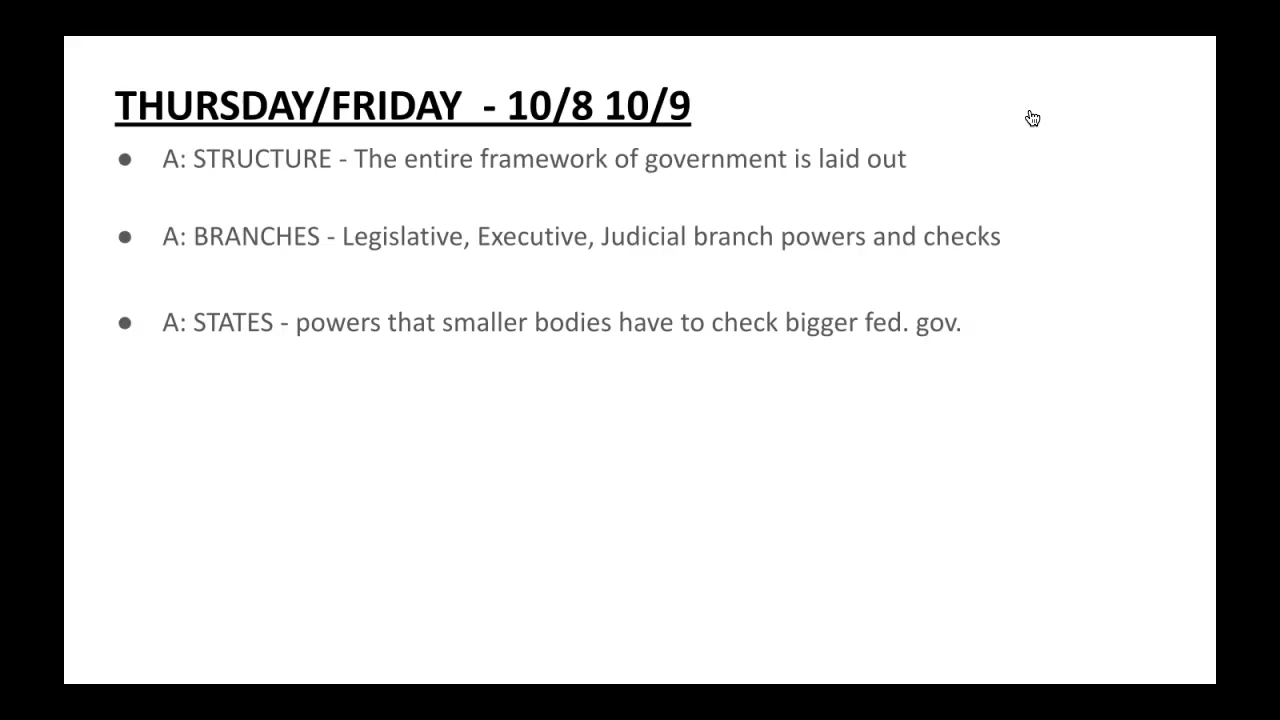 THURSDAY/FRIDAY - 10/8 10/9
● A: STRUCTURE - The entire framework of government is laid out
● A: BRANCHES - Legislative, Executive, Judicial branch powers and checks
● A: STATES - powers that smaller bodies have to check bigger fed. gov.